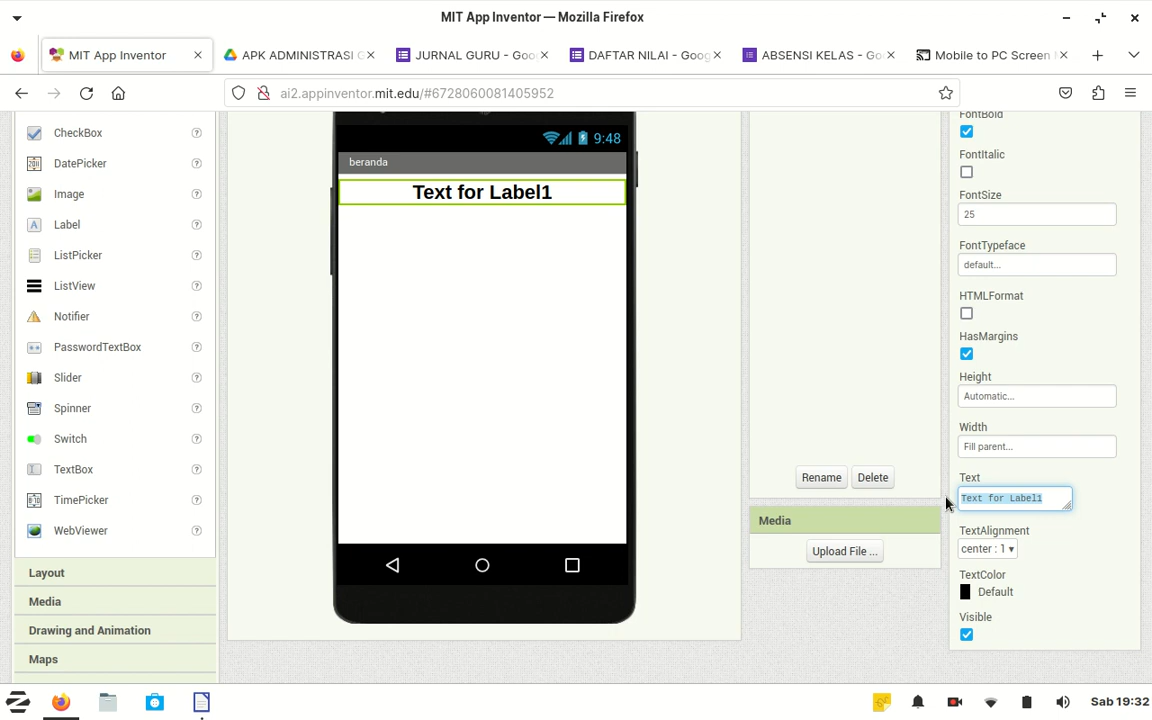 MIT App Inventor — Mozilla Firefox
MIT App Inventor
APK ADMINISTRASI
JURNAL GURU - Goo
DAFTAR NILAI - Goog
ABSENSI KELAS - Go
Mobile to PC Screen
ai2.appinventor.mit.edu/#6728060081405952
CheckBox
DatePicker
Image
Label
ListPicker
ListView
Notifier
PasswordTextBox
Slider
Spinner
Switch
TextBox
TimePicker
WebViewer
Layout
Media
Drawing and Animation
Maps
9:48
beranda
Text for Label1
Rename
Delete
Media
Upload File ...
FontBold
FontItalic
FontSize
25
FontTypeface
default...
HTMLFormat
HasMargins
Height
Automatic...
Width
Fill parent...
Text
Text for Label1
TextAlignment
center : 1
TextColor
Default
Visible
Sab 19:32